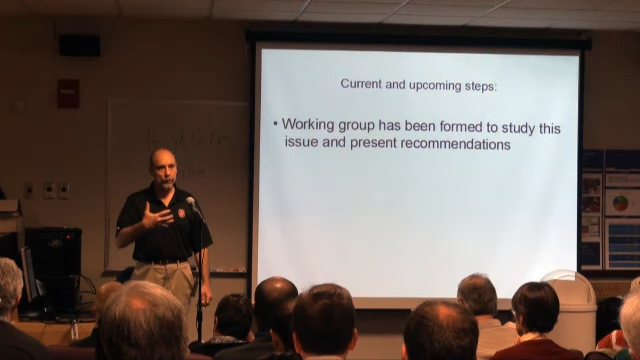 Current and upcoming steps:
• Working group has been formed to study this
issue and present recommendations